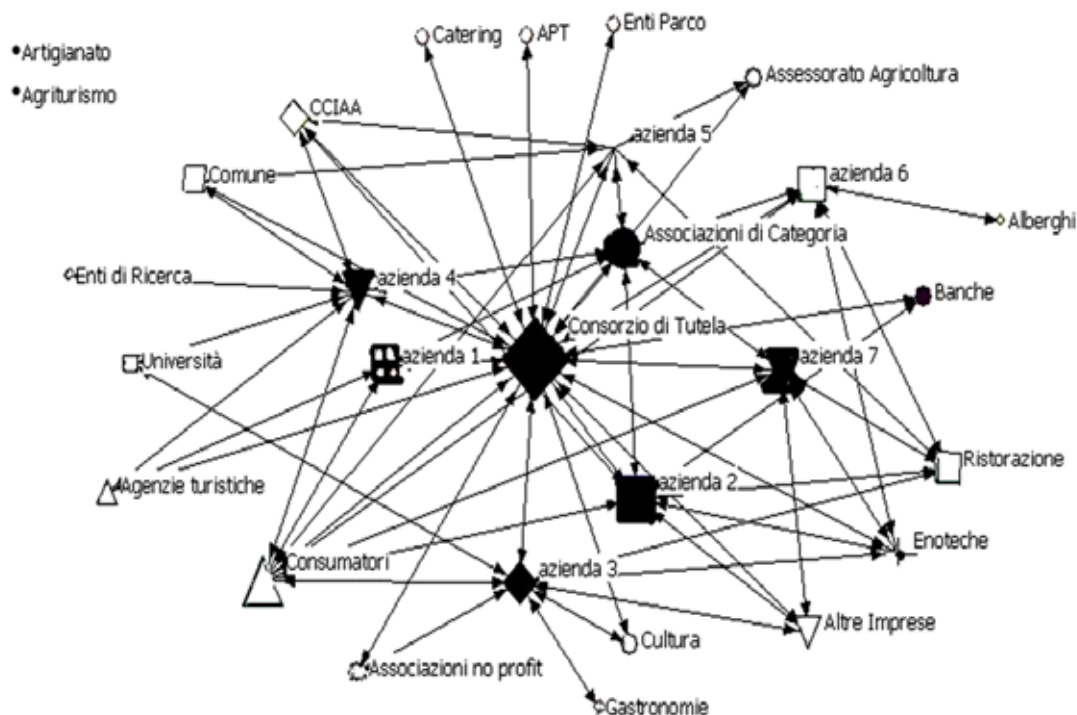 Catering
APT
Enti Parco
Artigianato
Assessorato Agricoltura
Agriturismo
CCIAA
azienda 5
Comune
azienda 6
Alberghi
Associazioni di Categoria
Enti di Ricerca
azienda 4
Banche
Consorzio di Tutela
Università
azienda 1
azienda 7
Ristorazione
Agenzie turistiche
azienda 2
Enoteche
Consumatori
azienda 3
Altre Imprese
Cultura
Associazioni no profit
Gastronomie